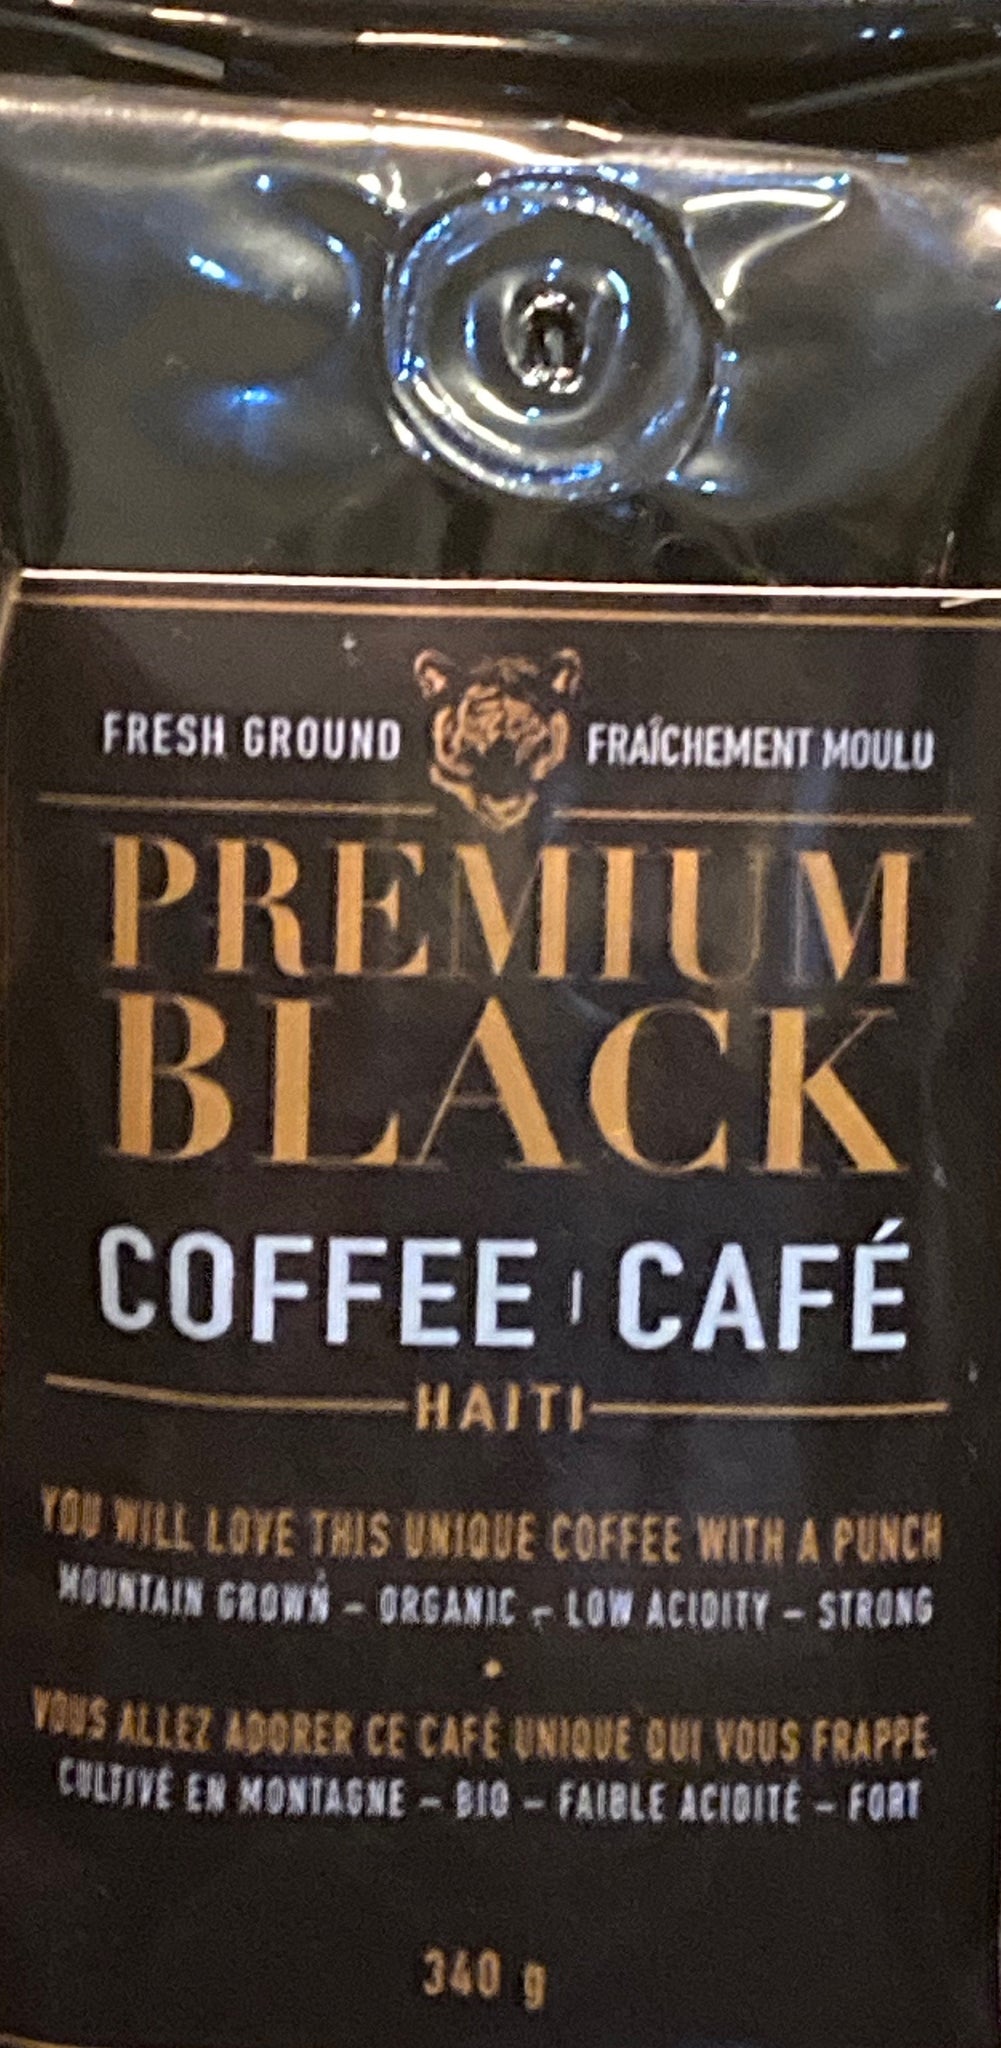 FRESH GROUND FRAÎCHEMENT MOULU
PREMIUM
BLACK
COFFEE | CAFÉ
HAITI
YOU WILL LOVE THIS UNIQUE COFFEE WITH A PUNCH
MOUNTAIN GROWN – ORGANIC – LOW ACIDITY – STRONG
VOUS ALLEZ ADORER CE CAFÉ UNIQUE QUI VOUS FRAPPE.
CULTIVÉ EN MONTAGNE – BIO – FAIBLE ACIDITÉ – FORT
340 g